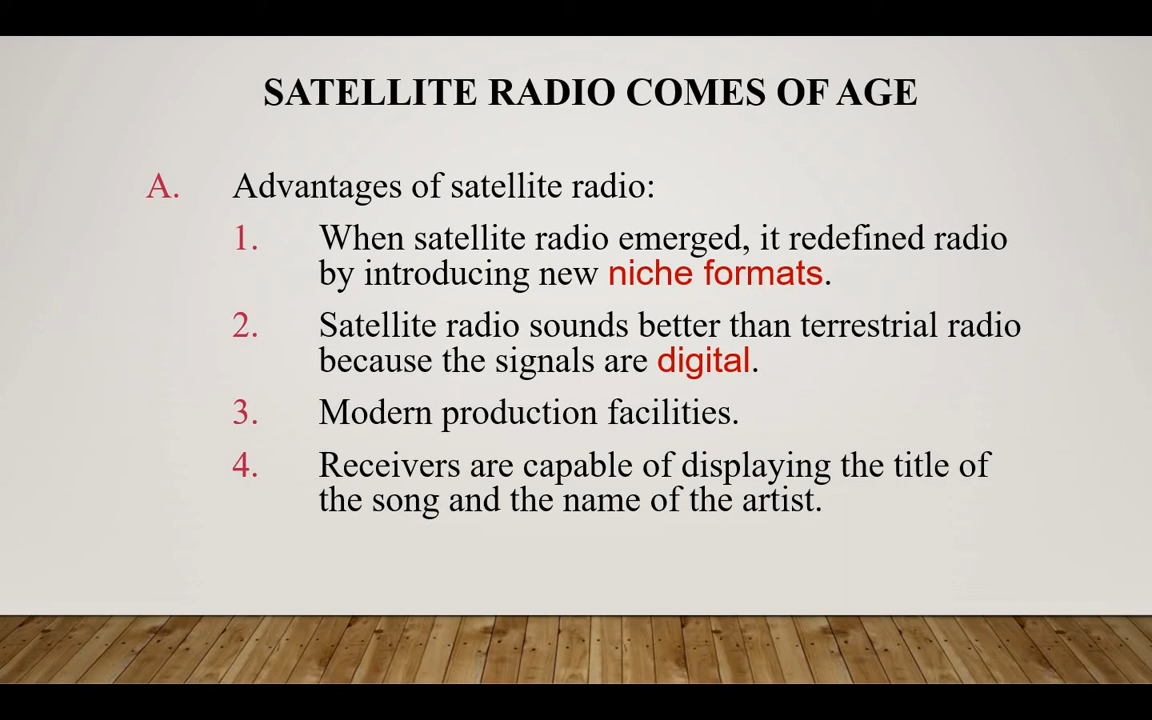 SATELLITE RADIO COMES OF AGE
A. Advantages of satellite radio:
1. When satellite radio emerged, it redefined radio
by introducing new niche formats.
2. Satellite radio sounds better than terrestrial radio
because the signals are digital.
3. Modern production facilities.
4. Receivers are capable of displaying the title of
the song and the name of the artist.